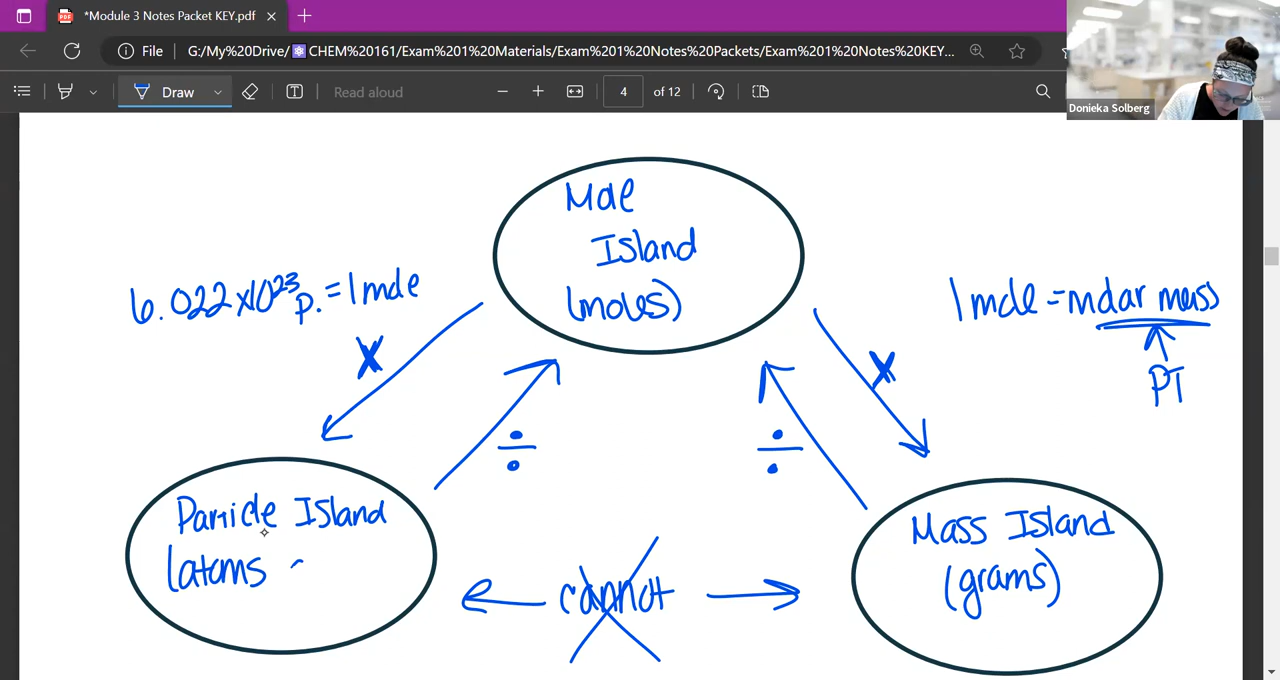 *Module 3 Notes Packet KEY.pdf
File
G:/My%20Drive/⚛CHEM%20161/Exam%201%20Materials/Exam%201%20Notes%20Packets/Exam%201%20Notes%20KEY...
Draw
Read aloud
4
of 12
Donieka Solberg
Mole
Island
(moles)
6.022x10²³p. = 1 mole
1 mole = molar mass
PT
X
X
÷
÷
Particle Island
(atoms
cannot
Mass Island
(grams)